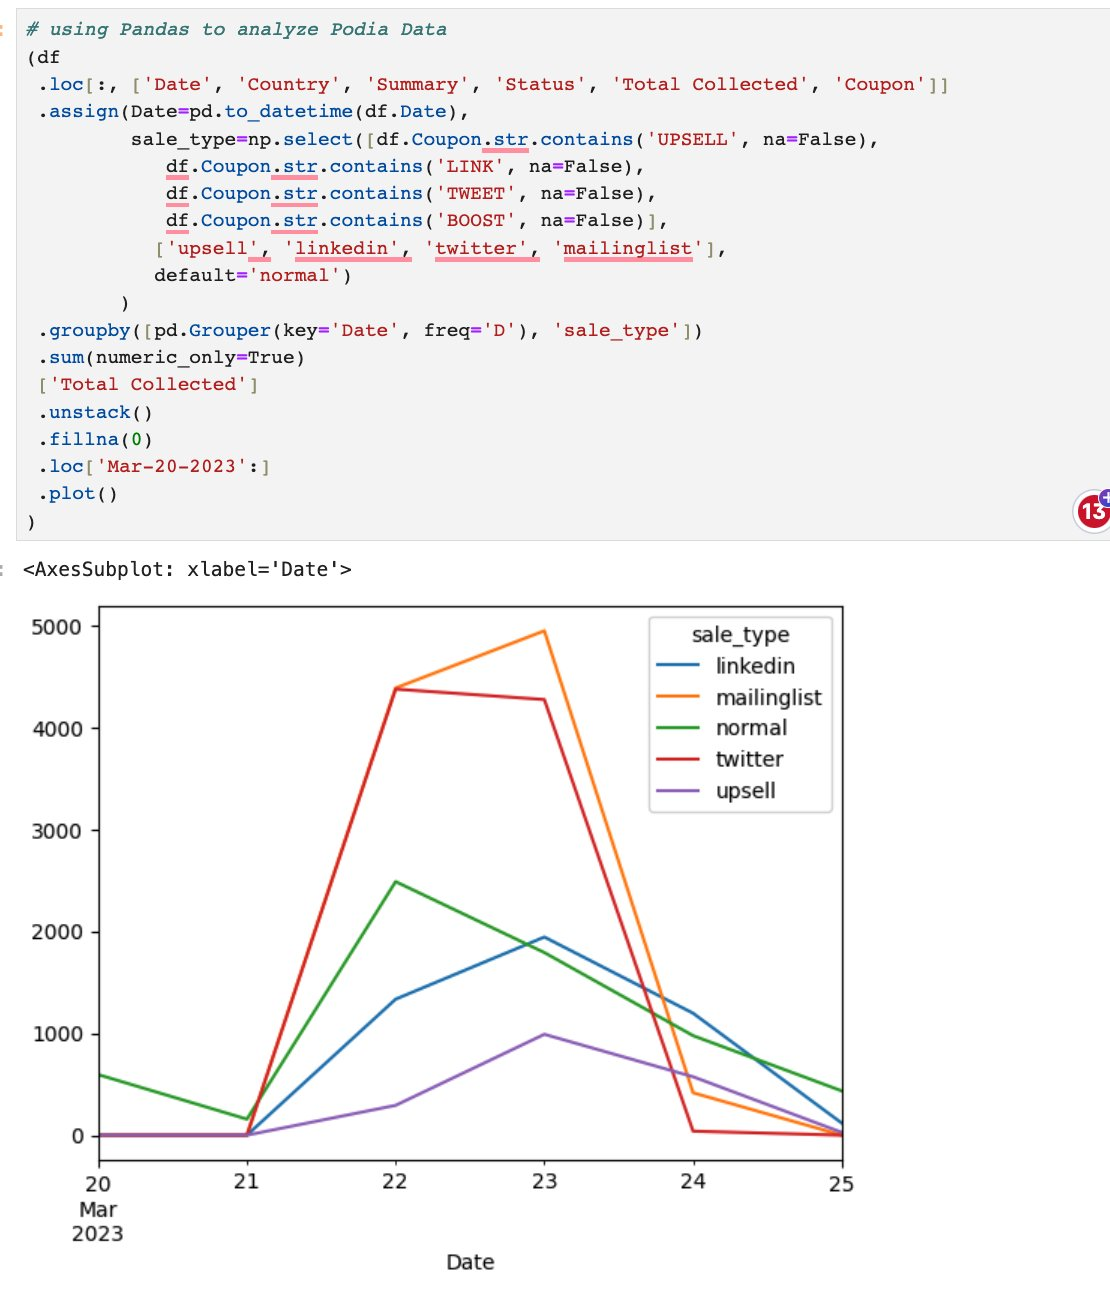 # using Pandas to analyze Podia Data
(df
.loc[:, ['Date', 'Country', 'Summary', 'Status', 'Total Collected', 'Coupon']]
.assign(Date=pd.to_datetime(df.Date),
sale_type=np.select([df.Coupon.str.contains('UPSELL', na=False),
df.Coupon.str.contains('LINK', na=False),
df.Coupon.str.contains('TWEET', na=False),
df.Coupon.str.contains('BOOST', na=False)],
['upsell', 'linkedin', 'twitter', 'mailinglist'],
default='normal')
)
.groupby([pd.Grouper(key='Date', freq='D'), 'sale_type'])
.sum(numeric_only=True)
['Total Collected']
.unstack()
.fillna(0)
.loc['Mar-20-2023':]
.plot()
)
13
<AxesSubplot: xlabel='Date'>
sale_type
linkedin
mailinglist
normal
twitter
upsell
5000
4000
3000
2000
1000
0
20 21 22 23 24 25
Mar
2023
Date